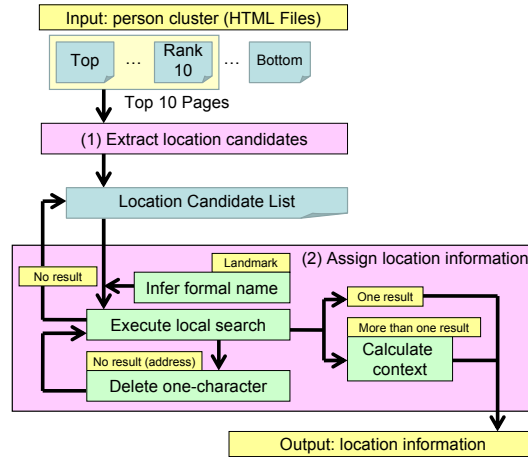 Input: person cluster (HTML Files)
Top ... Rank 10 ... Bottom
Top 10 Pages
(1) Extract location candidates
Location Candidate List
(2) Assign location information
Landmark
No result
Infer formal name
One result
Execute local search
More than one result
Calculate
context
No result (address)
Delete one-character
Output: location information